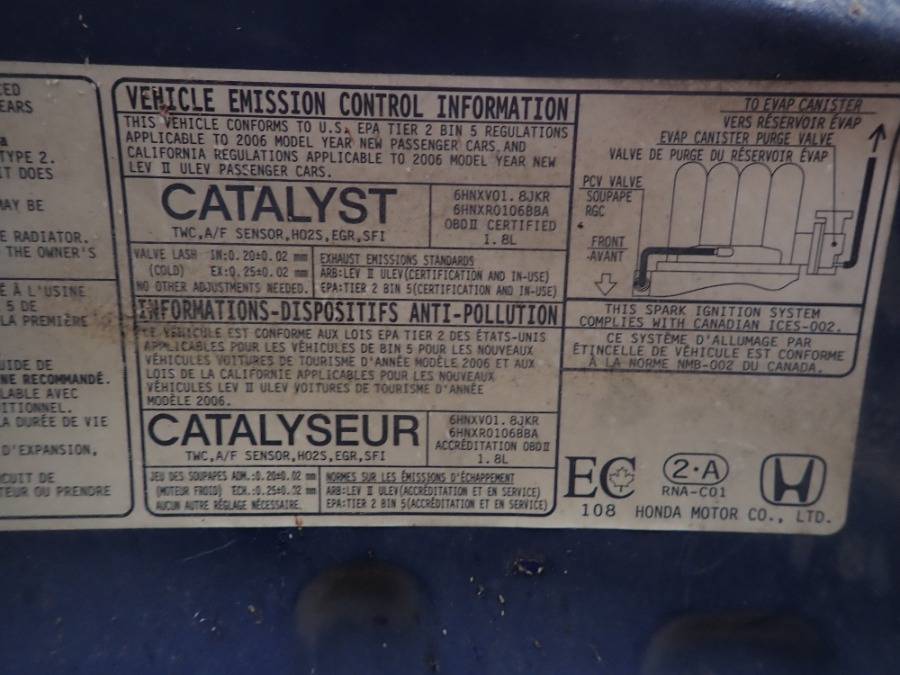 CED
EARS
a
TYPE 2.
IT DOES
MAY BE
E RADIATOR.
THE OWNER'S
É À L'USINE
5 DE
LA PREMIÈRE
UIDE DE
NE RECOMMANDÉ.
LABLE AVEC
ITIONNEL.
A DURÉE DE VIE
D'EXPANSION,
CUIT DE
TEUR OU PRENDRE
VEHICLE EMISSION CONTROL INFORMATION
THIS VEHICLE CONFORMS TO U.S. EPA TIER 2 BIN 5 REGULATIONS
APPLICABLE TO 2006 MODEL YEAR NEW PASSENGER CARS AND
CALIFORNIA REGULATIONS APPLICABLE TO 2006 MODEL YEAR NEW
LEV II ULEV PASSENGER CARS.
CATALYST
TWC,A/F SENSOR,HO2S,EGR,SFI
6HNXV01.8JKR
6HNXR0106BBA
OBDⅡ CERTIFIED
1.8L
VALVE LASH IN:0.20±0.02 mm
(COLD) EX:0.25±0.02 mm
NO OTHER ADJUSTMENTS NEEDED.
EXHAUST EMISSIONS STANDARDS
ARB:LEV II ULEV(CERTIFICATION AND IN-USE)
EPA:TIER 2 BIN 5(CERTIFICATION AND IN-USE)
INFORMATIONS-DISPOSITIFS ANTI-POLLUTION
CE VÉHICULE EST CONFORME AUX LOIS EPA TIER 2 DES ÉTATS-UNIS
APPLICABLES POUR LES VÉHICULES DE BIN 5 POUR LES NOUVEAUX
VÉHICULES VOITURES DE TOURISME D'ANNÉE MODÈLE 2006 ET AUX
LOIS DE LA CALIFORNIE APPLICABLES POUR LES NOUVEAUX
VÉHICULES LEV II ULEV VOITURES DE TOURISME D'ANNÉE
MODÈLE 2006.
CATALYSEUR
TWC,A/F SENSOR,HO2S,EGR,SFI
6HNXV01.8JKR
6HNXR0106BBA
ACCRÉDITATION OBDⅡ
1.8L
JEU DES SOUPAPES ADM.:0.20±0.02 mm
(MOTEUR FROID) ECH.:0.25±0.02 mm
AUCUN AUTRE RÉGLAGE NÉCESSAIRE.
NORMES SUR LES ÉMISSIONS D'ÉCHAPPEMENT
ARB:LEV II ULEV(ACCRÉDITATION ET EN SERVICE)
EPA:TIER 2 BIN 5(ACCRÉDITATION ET EN SERVICE)
TO EVAP CANISTER
VERS RÉSERVOIR ÉVAP
EVAP CANISTER PURGE VALVE
VALVE DE PURGE DU RÉSERVOIR ÉVAP
PCV VALVE
SOUPAPE
RGC
FRONT
-AVANT
THIS SPARK IGNITION SYSTEM
COMPLIES WITH CANADIAN ICES-002.
CE SYSTÈME D'ALLUMAGE PAR
ÉTINCELLE DE VÉHICULE EST CONFORME
À LA NORME NMB-002 DU CANADA.
EC
108
2·A
RNA-C01
HONDA MOTOR CO., LTD.